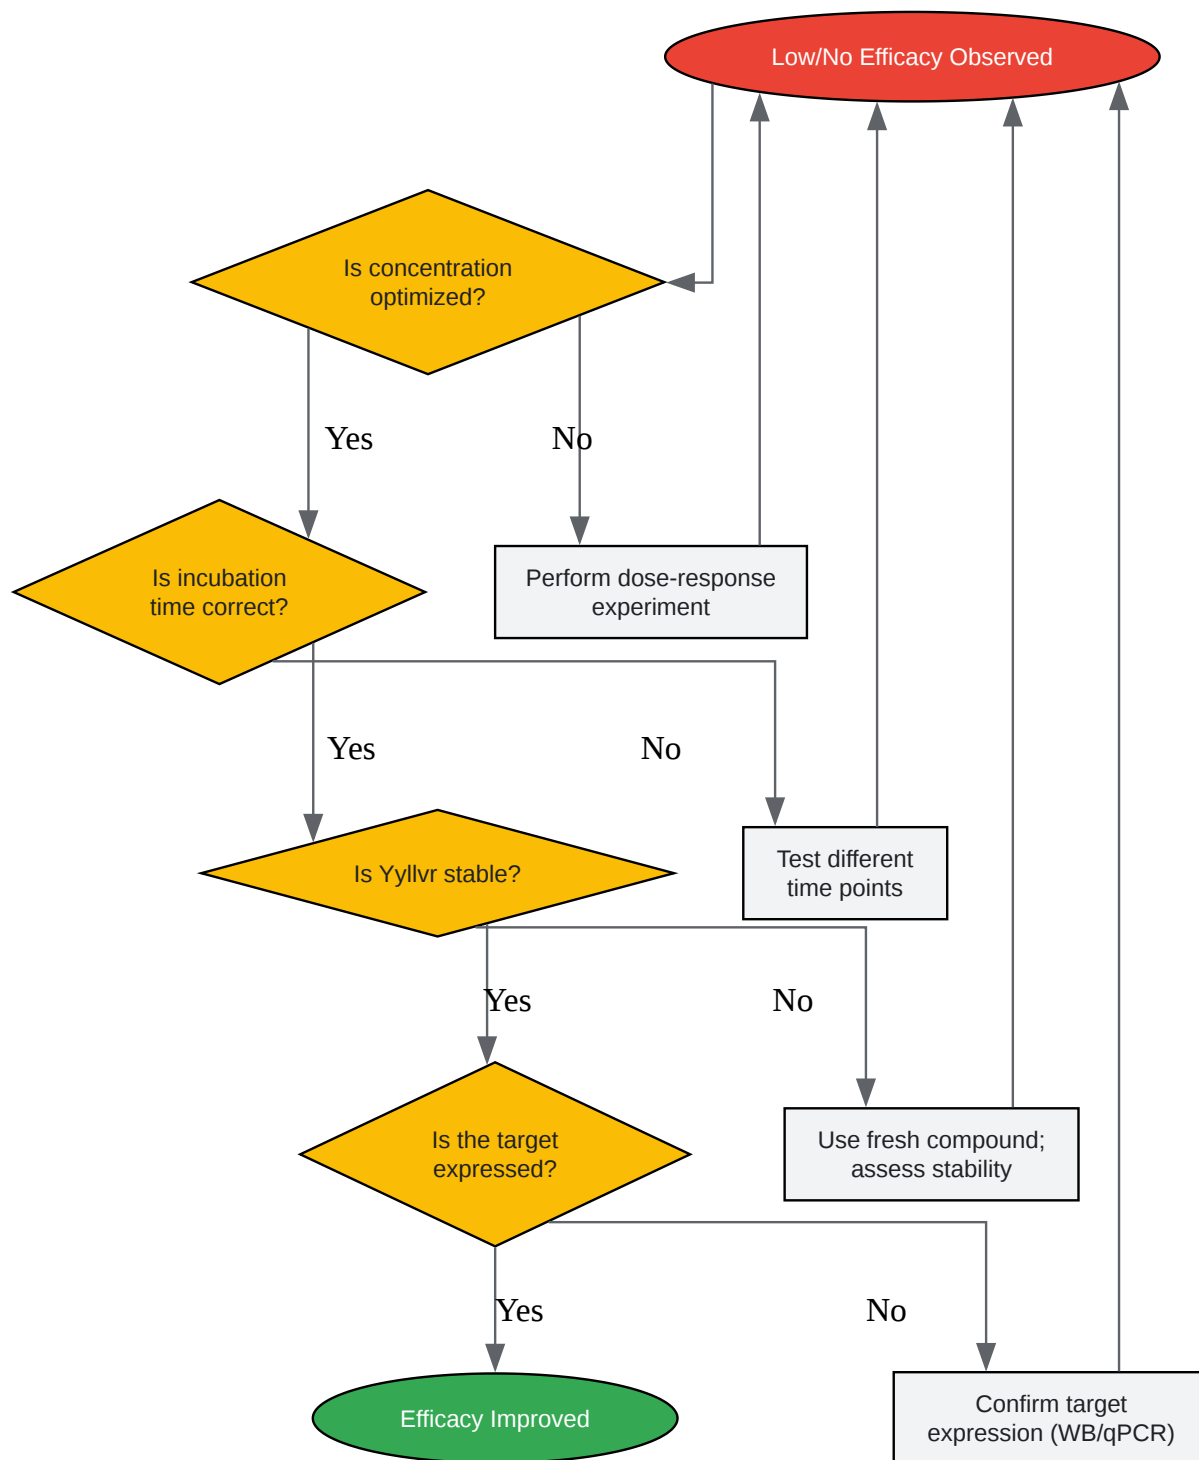 Low/No Efficacy Observed
Is concentration
optimized?
Yes
No
Is incubation
time correct?
Perform dose-response
experiment
Yes
No
Is Yyllvr stable?
Test different
time points
Yes
No
Is the target
expressed?
Use fresh compound;
assess stability
Yes
No
Efficacy Improved
Confirm target
expression (WB/qPCR)